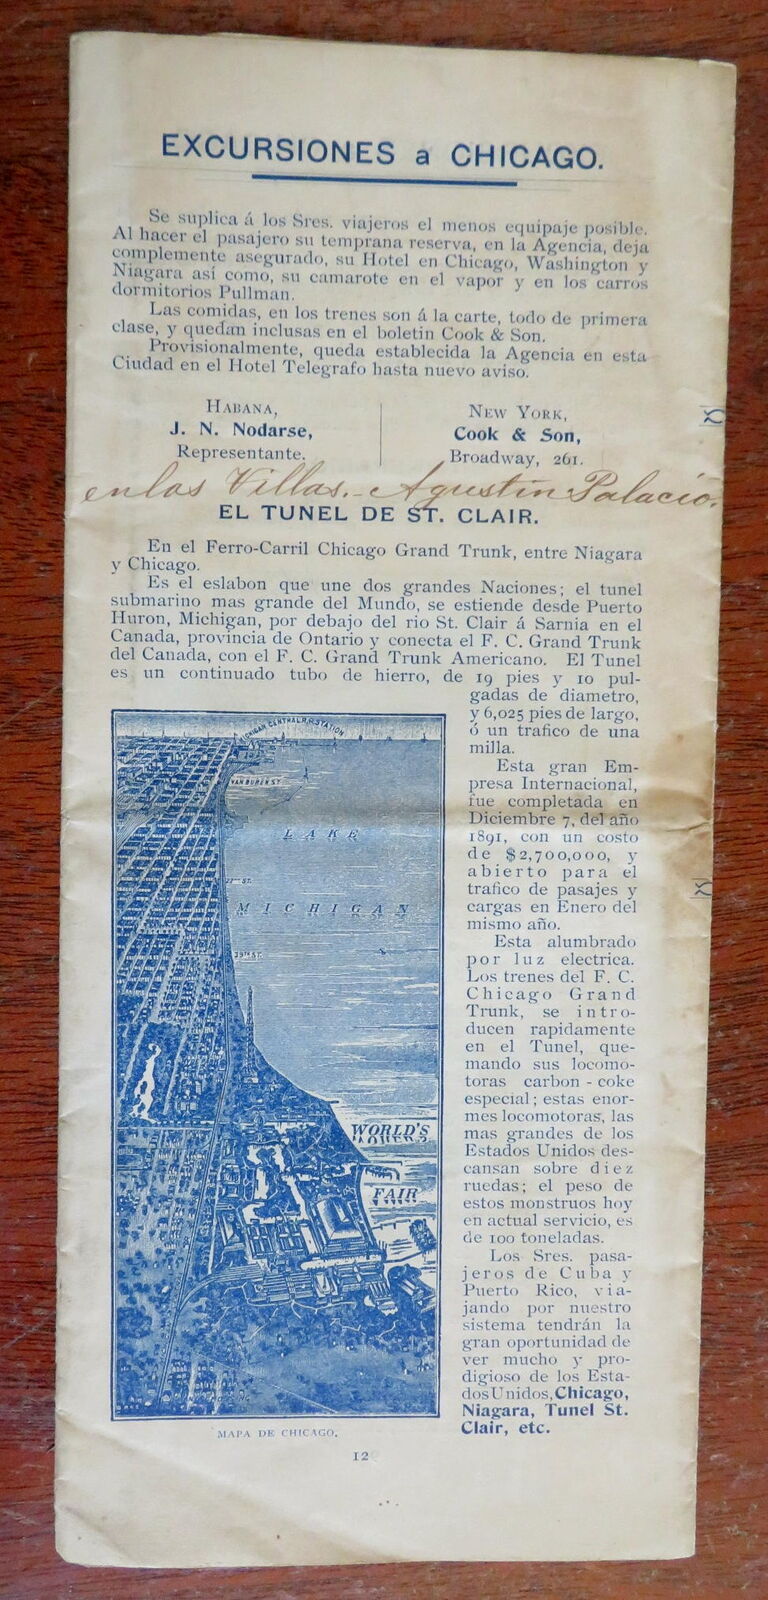 EXCURSIONES a CHICAGO.
Se suplica á los Sres. viajeros el menos equipaje posible.
Al hacer el pasajero su temprana reserva, en la Agencia, deja
complemente asegurado, su Hotel en Chicago, Washington y
Niagara así como, su camarote en el vapor y en los carros
dormitorios Pullman.
Las comidas, en los trenes son á la carte, todo de primera
clase, y quedan inclusas en el boletin Cook & Son.
Provisionalmente, queda establecida la Agencia en esta
Ciudad en el Hotel Telegrafo hasta nuevo aviso.
HABANA,
J. N. Nodarse,
Representante.
NEW YORK,
Cook & Son,
Broadway, 261.
en las Villas.- Agustin Palacio.
EL TUNEL DE ST. CLAIR.
En el Ferro-Carril Chicago Grand Trunk, entre Niagara
y Chicago.
Es el eslabon que une dos grandes Naciones; el tunel
submarino mas grande del Mundo, se estiende desde Puerto
Huron, Michigan, por debajo del rio St. Clair á Sarnia en el
Canada, provincia de Ontario y conecta el F. C. Grand Trunk
del Canada, con el F. C. Grand Trunk Americano. El Tunel
es un continuado tubo de hierro, de 19 pies y 10 pul-
gadas de diametro,
y 6,025 pies de largo,
ó un trafico de una
milla.
Esta gran Em-
presa Internacional,
fue completada en
Diciembre 7, del año
1891, con un costo
de $2,700,000, y
abierto para el
trafico de pasajes y
cargas en Enero del
mismo año.
Esta alumbrado
por luz electrica.
Los trenes del F. C.
Chicago Grand
Trunk, se intro-
ducen rapidamente
en el Tunel, que-
mando sus locomo-
toras carbon-coke
especial; estas enor-
mes locomotoras, las
mas grandes de los
Estados Unidos des-
cansan sobre diez
ruedas; el peso de
estos monstruos hoy
en actual servicio, es
de 100 toneladas.
Los Sres. pasa-
jeros de Cuba y
Puerto Rico, via-
jando por nuestro
sistema tendrán la
gran oportunidad de
ver mucho y pro-
digioso de los Esta-
dos Unidos, Chicago,
Niagara, Tunel St.
Clair, etc.
MICHIGAN CENTRAL R.R. STATION
VAN BUREN ST.
LAKE
MICHIGAN
39TH ST.
WORLD'S
FAIR
MAPA DE CHICAGO.
12